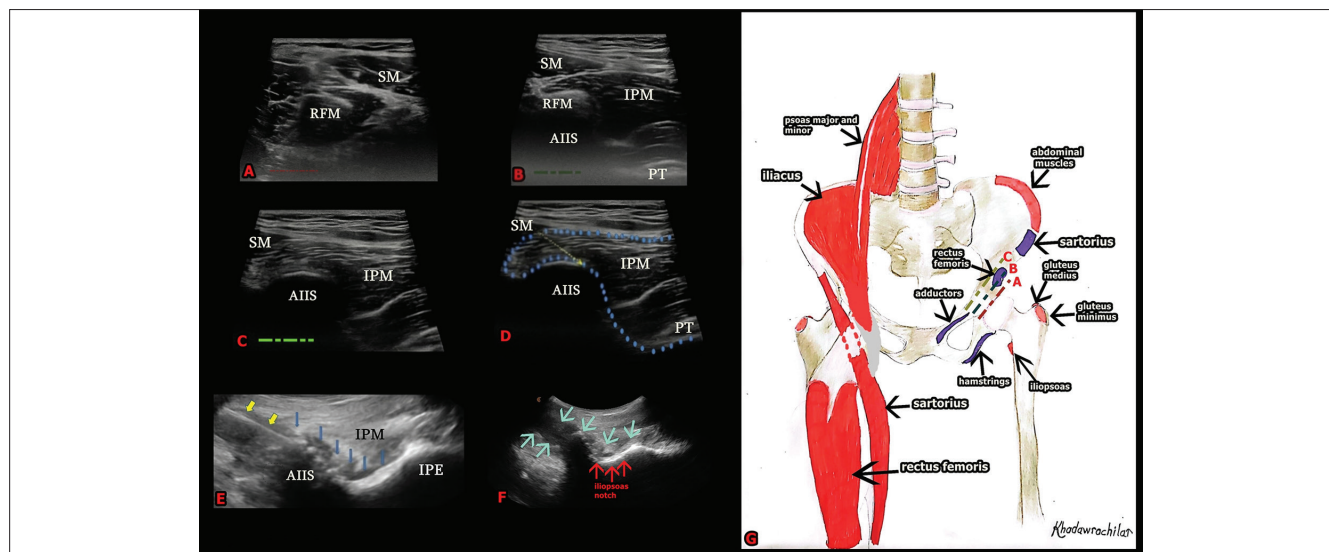 SM
RFM
A
SM
IPM
RFM
AIIS
PT
B
SM
IPM
AIIS
C
SM
IPM
AIIS
PT
D
IPM
AIIS
IPE
E
iliopsoas
notch
F
psoas major and
minor
iliacus
abdominal
muscles
sartorius
rectus
femoris
C
B
A
gluteus
medius
adductors
gluteus
minimus
hamstrings
iliopsoas
sartorius
rectus femoris
G